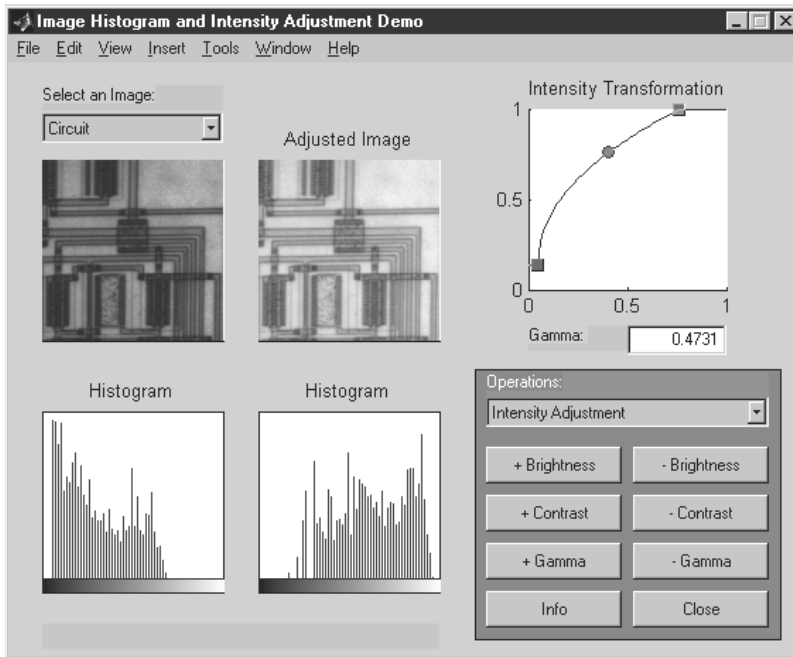 Image Histogram and Intensity Adjustment Demo
File Edit View Insert Tools Window Help
Select an Image:
Circuit
Adjusted Image
Intensity Transformation
1
0.5
0
0 0.5 1
Gamma: 0.4731
Histogram
Histogram
Operations:
Intensity Adjustment
+ Brightness
- Brightness
+ Contrast
- Contrast
+ Gamma
- Gamma
Info
Close